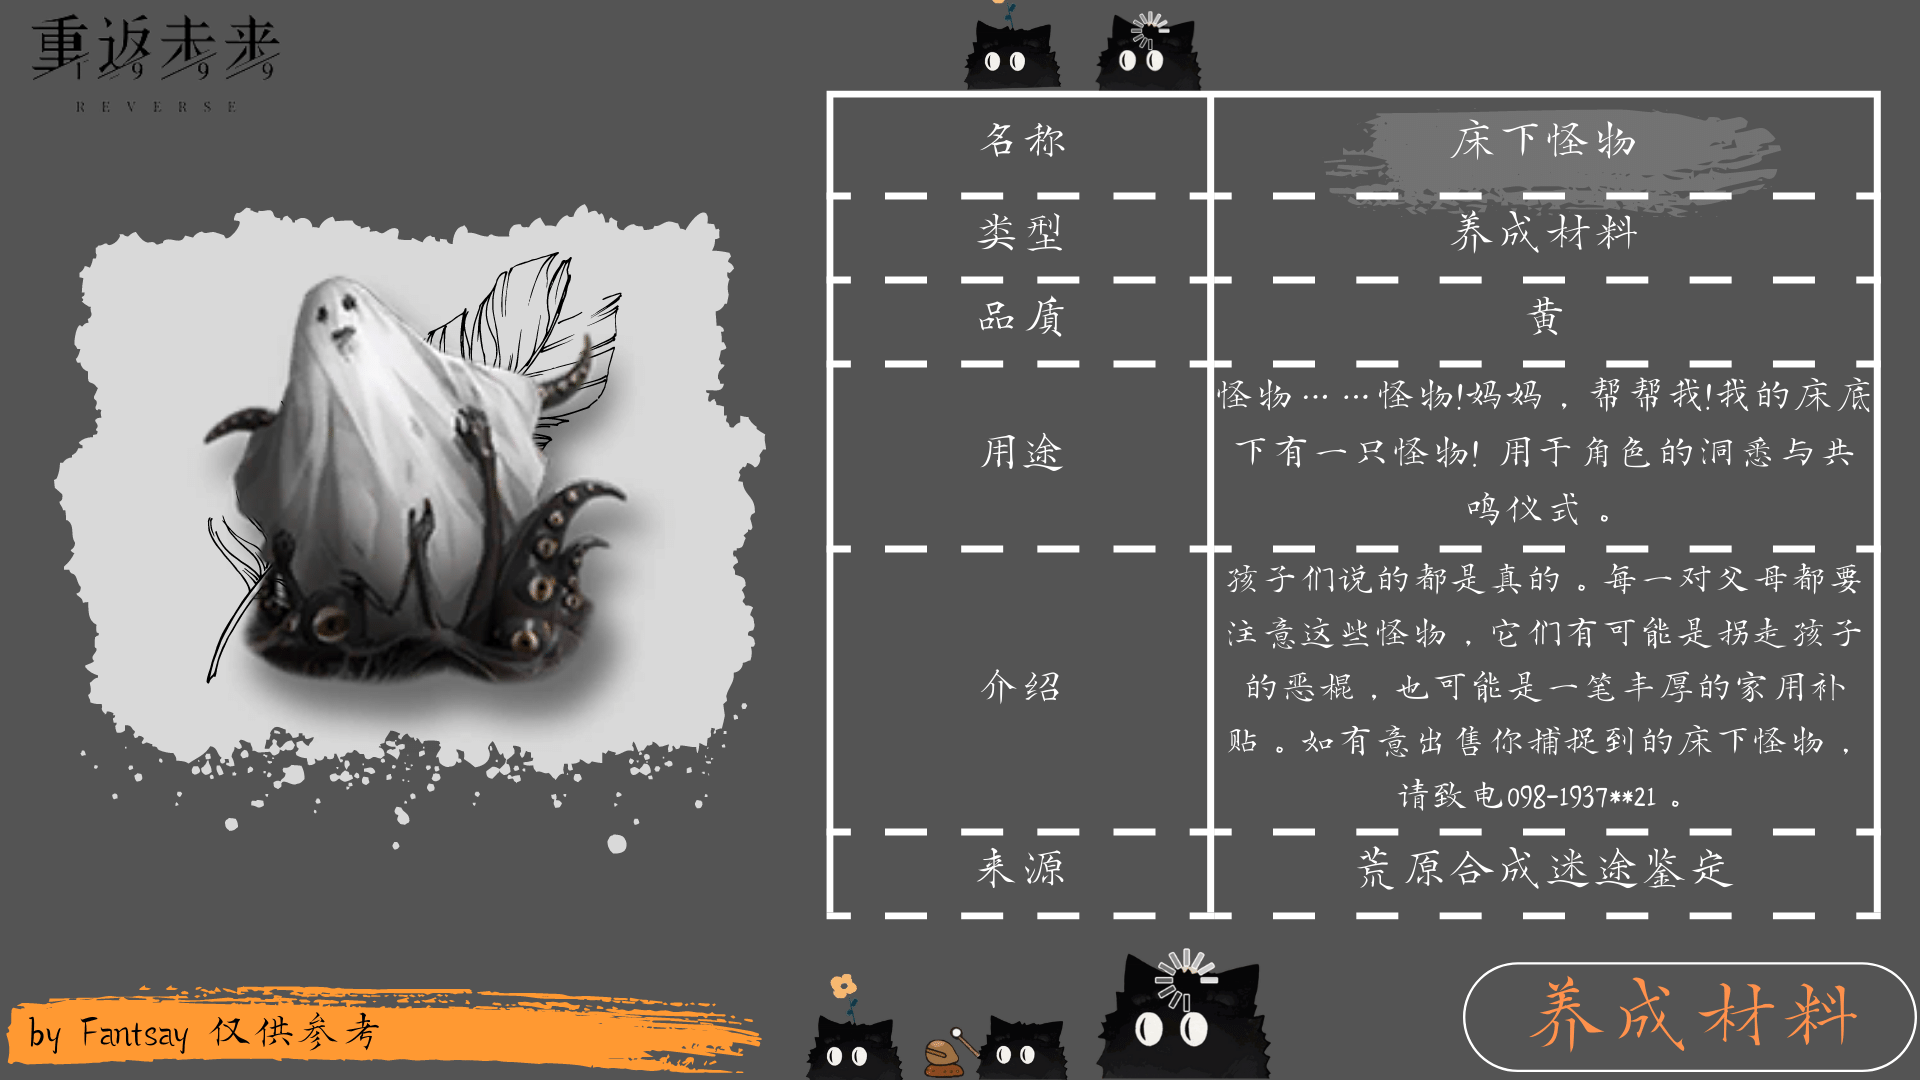 重返未来
1999
REVERSE
名称
床下怪物
类型
养成材料
品质
黄
用途
怪物……怪物!妈妈，帮帮我!我的床底
下有一只怪物! 用于角色的洞悉与共
鸣仪式。
介绍
孩子们说的都是真的。每一对父母都要
注意这些怪物，它们有可能是拐走孩子
的恶棍，也可能是一笔丰厚的家用补
贴。如有意出售你捕捉到的床下怪物，
请致电098-1937**21。
来源
荒原合成迷途鉴定
by Fantsay 仅供参考
养成材料